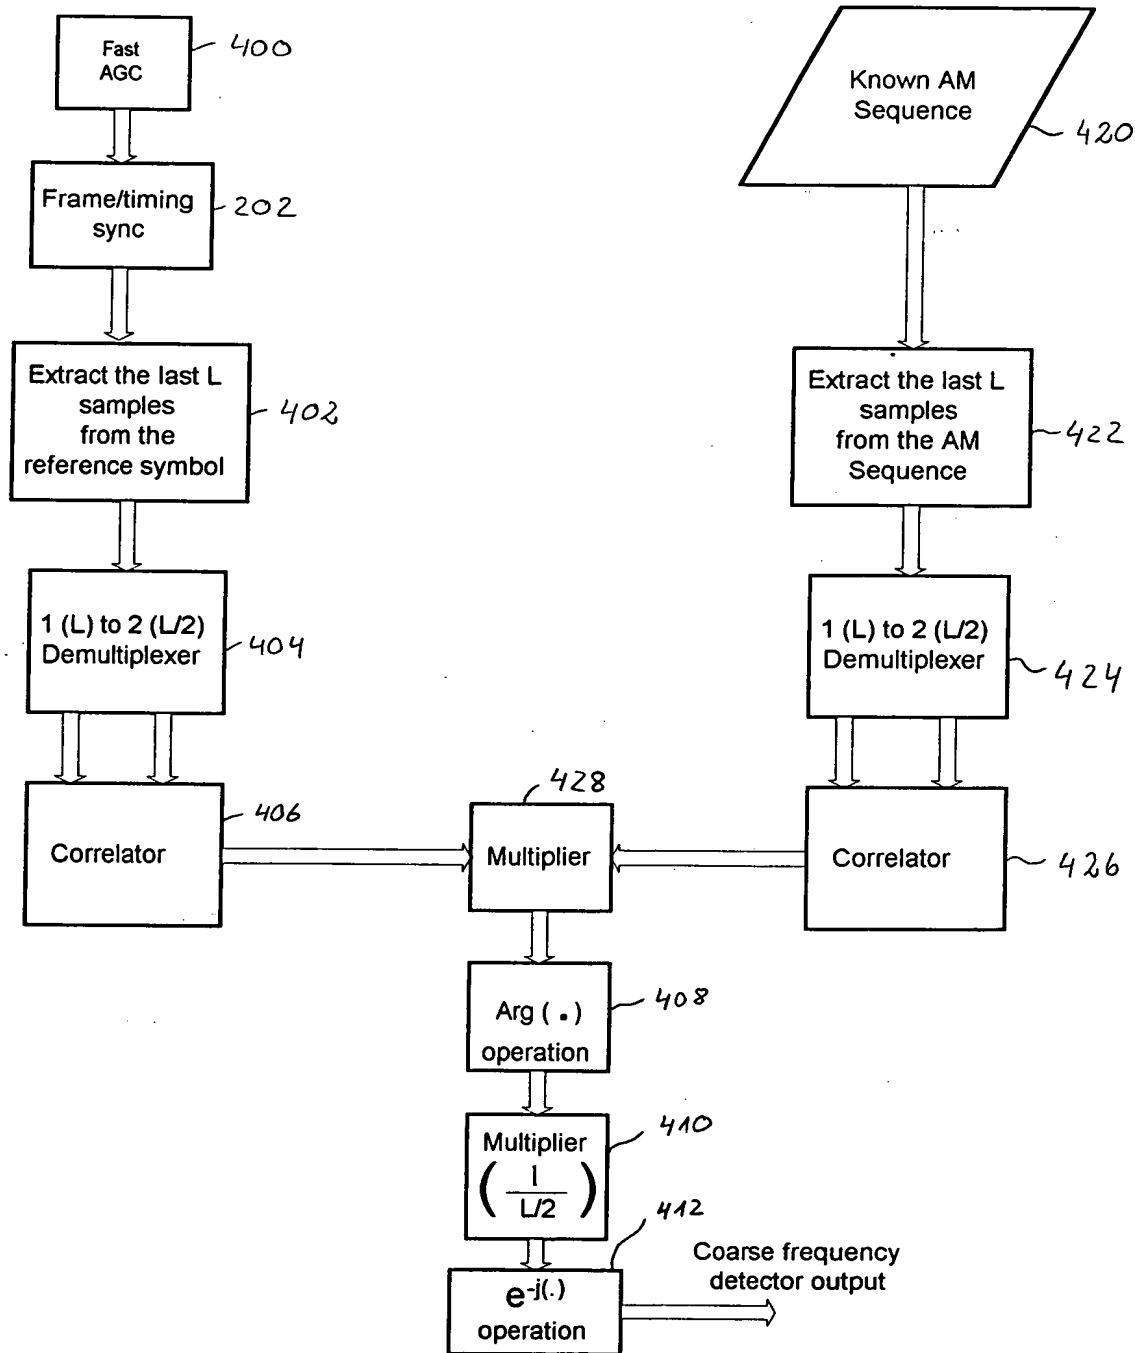 Fast
AGC
400
Frame/timing
sync
202
Extract the last L
samples
from the
reference symbol
402
1 (L) to 2 (L/2)
Demultiplexer
404
Correlator
406
Known AM
Sequence
420
Extract the last L
samples
from the AM
Sequence
422
1 (L) to 2 (L/2)
Demultiplexer
424
Correlator
426
428
Multiplier
Arg ( . )
operation
408
Multiplier
( 1 / L/2 )
410
e-j(.)
operation
412
Coarse frequency
detector output